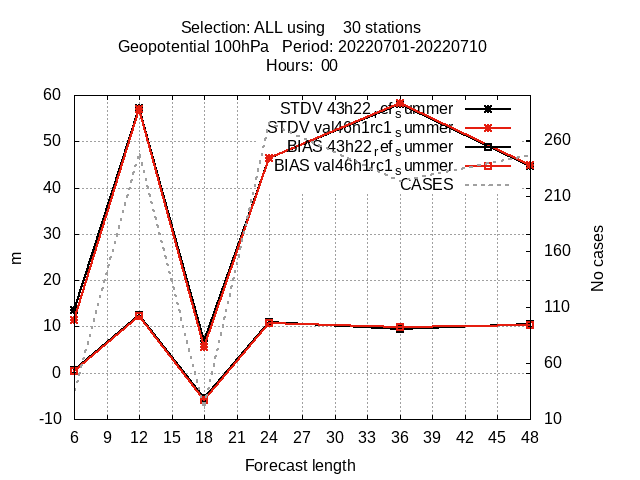 Selection: ALL using 30 stations
Geopotential 100hPa Period: 20220701-20220710
Hours: 00
STDV 43h22_ref_summer
STDV val46h1rc1_summer
BIAS 43h22_ref_summer
BIAS val46h1rc1_summer
CASES
60
50
40
30
20
10
0
-10
m
260
210
160
110
60
10
No cases
6 9 12 15 18 21 24 27 30 33 36 39 42 45 48
Forecast length